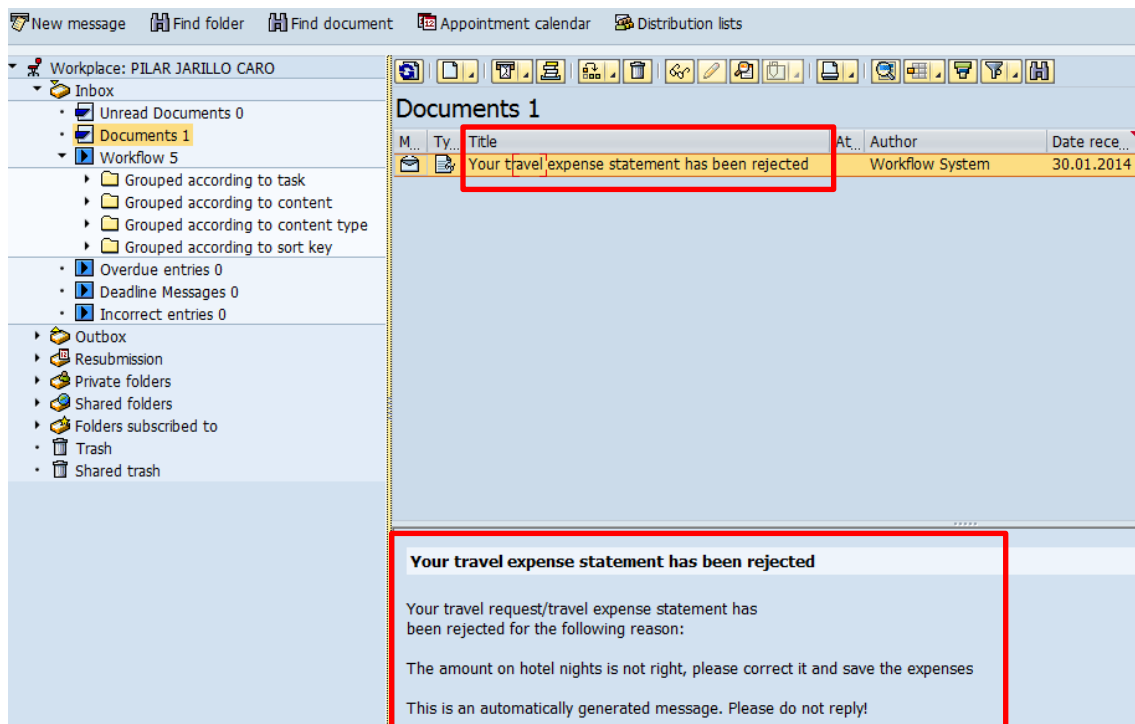 New message Find folder Find document Appointment calendar Distribution lists
Workplace: PILAR JARILLO CARO
Inbox
Unread Documents 0
Documents 1
Workflow 5
Grouped according to task
Grouped according to content
Grouped according to content type
Grouped according to sort key
Overdue entries 0
Deadline Messages 0
Incorrect entries 0
Outbox
Resubmission
Private folders
Shared folders
Folders subscribed to
Trash
Shared trash
Documents 1
M... Ty... Title At... Author Date rece...
Your travel expense statement has been rejected Workflow System 30.01.2014
Your travel expense statement has been rejected
Your travel request/travel expense statement has
been rejected for the following reason:
The amount on hotel nights is not right, please correct it and save the expenses
This is an automatically generated message. Please do not reply!